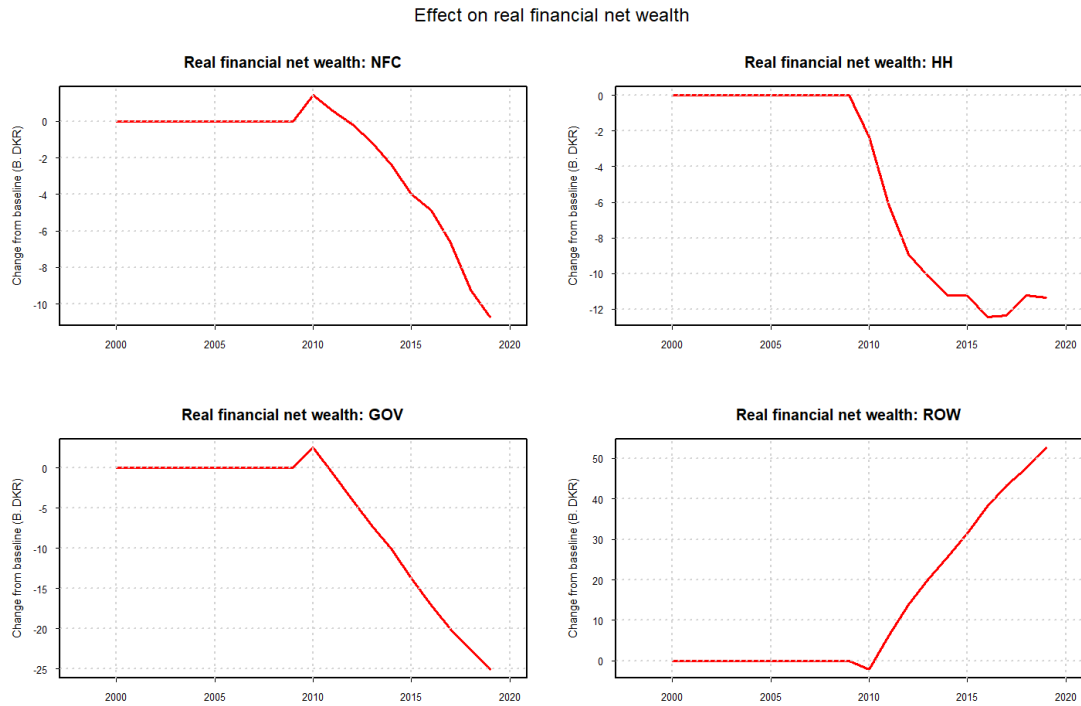 Effect on real financial net wealth
Real financial net wealth: NFC
Change from baseline (B. DKR)
0
-2
-4
-6
-8
-10
2000 2005 2010 2015 2020
Real financial net wealth: HH
Change from baseline (B. DKR)
0
-2
-4
-6
-8
-10
-12
2000 2005 2010 2015 2020
Real financial net wealth: GOV
Change from baseline (B. DKR)
0
-5
-10
-15
-20
-25
2000 2005 2010 2015 2020
Real financial net wealth: ROW
Change from baseline (B. DKR)
50
40
30
20
10
0
2000 2005 2010 2015 2020